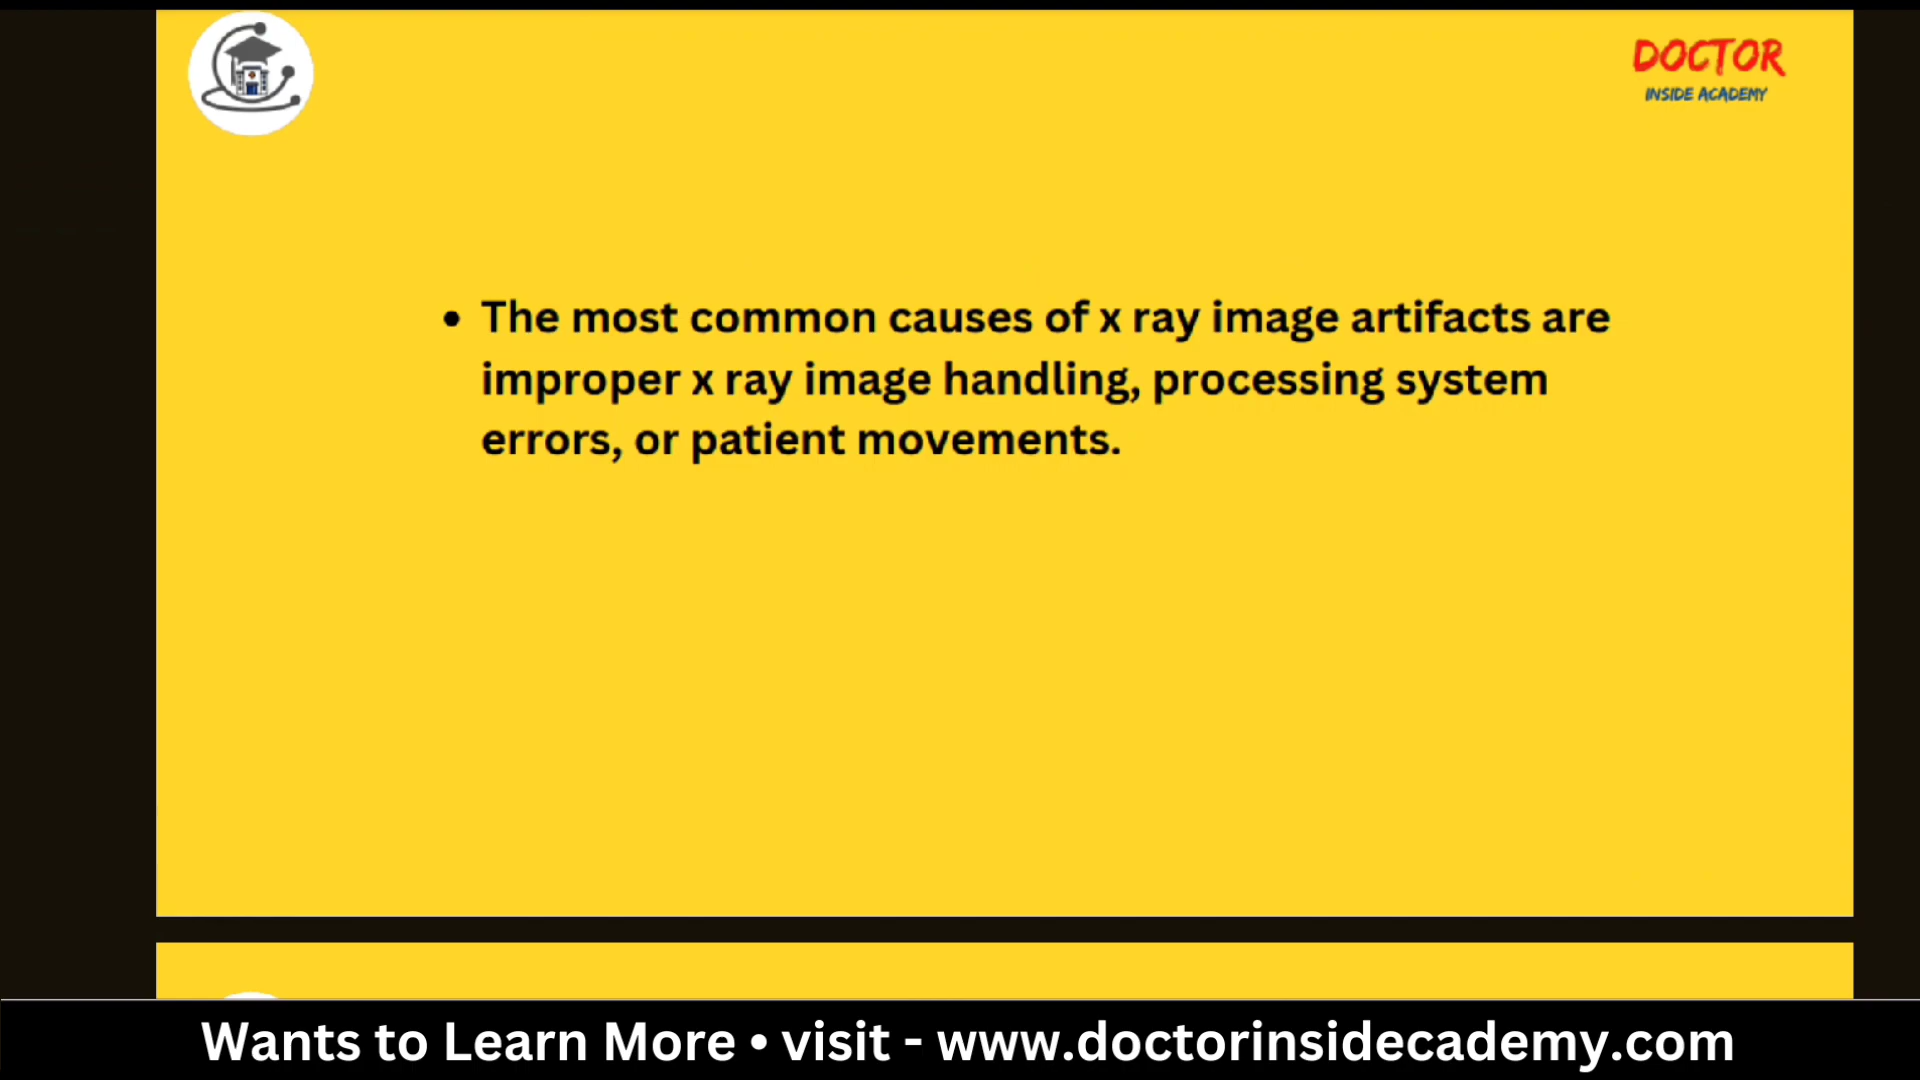 DOCTOR
INSIDE ACADEMY
• The most common causes of x ray image artifacts are
improper x ray image handling, processing system
errors, or patient movements.
Wants to Learn More • visit - www.doctorinsidecademy.com